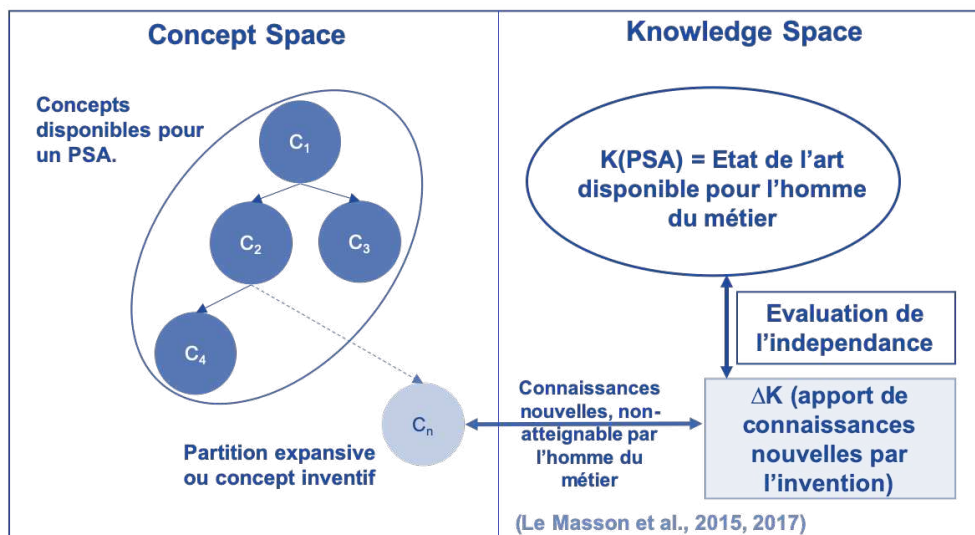 Concept Space
Concepts
disponibles pour
un PSA.
C₁
C₂
C₃
C₄
Cₙ
Partition expansive
ou concept inventif
Knowledge Space
K(PSA) = Etat de l'art
disponible pour l'homme
du métier
Evaluation de
l'independance
Connaissances
nouvelles, non-
atteignable par
l'homme du
métier
ΔK (apport de
connaissances
nouvelles par
l'invention)
(Le Masson et al., 2015, 2017)